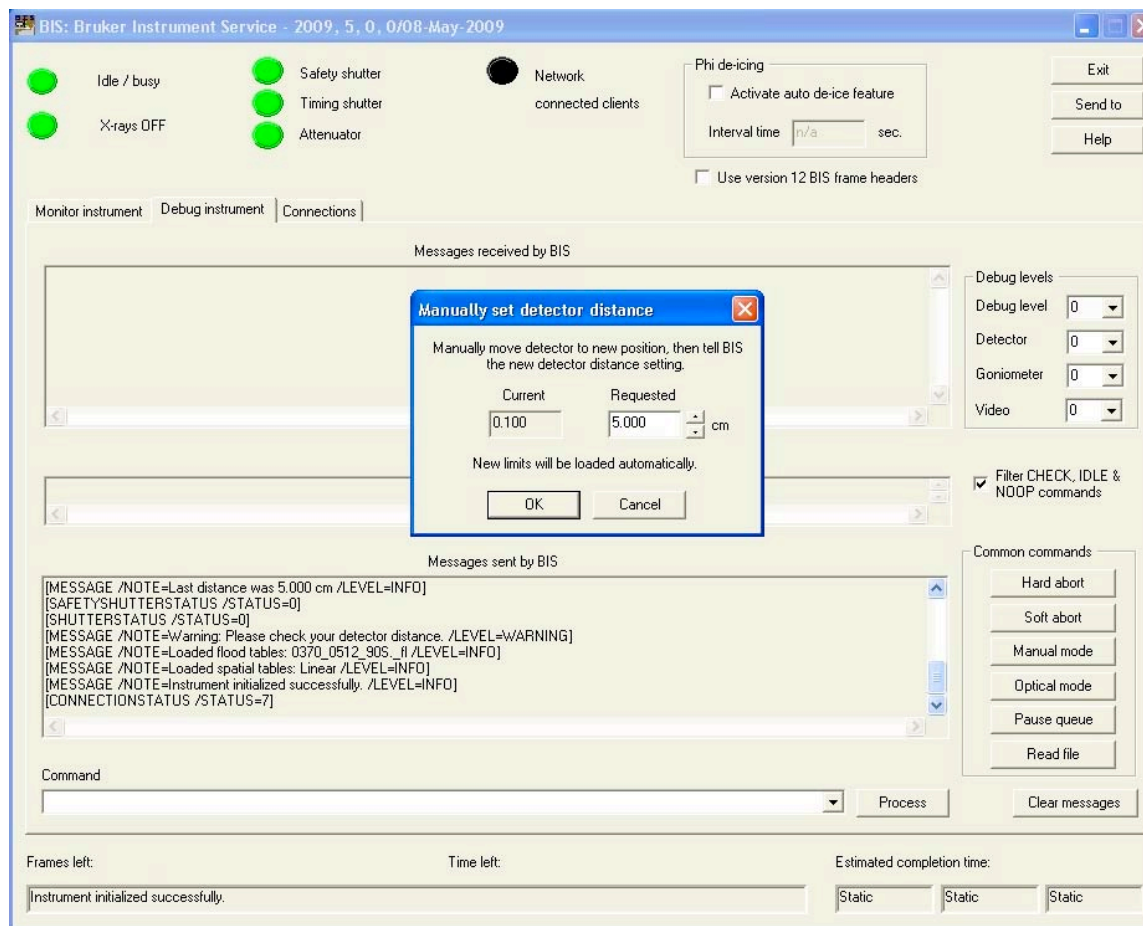 BIS: Bruker Instrument Service - 2009, 5, 0, 0/08-May-2009
Idle / busy
X-rays OFF
Safety shutter
Timing shutter
Attenuator
Network
connected clients
Phi de-icing
Activate auto de-ice feature
Interval time n/a sec.
Use version 12 BIS frame headers
Exit
Send to
Help
Monitor instrument
Debug instrument
Connections
Messages received by BIS
Debug levels
Debug level 0
Detector 0
Goniometer 0
Video 0
Manually set detector distance
Manually move detector to new position, then tell BIS
the new detector distance setting.
Current Requested
0.100 5.000 cm
New limits will be loaded automatically.
OK Cancel
Filter CHECK, IDLE &
NOOP commands
Messages sent by BIS
[MESSAGE /NOTE=Last distance was 5.000 cm /LEVEL=INFO]
[SAFETYSHUTTERSTATUS /STATUS=0]
[SHUTTERSTATUS /STATUS=0]
[MESSAGE /NOTE=Warning: Please check your detector distance. /LEVEL=WARNING]
[MESSAGE /NOTE=Loaded flood tables: 0370_0512_90S._fl /LEVEL=INFO]
[MESSAGE /NOTE=Loaded spatial tables: Linear /LEVEL=INFO]
[MESSAGE /NOTE=Instrument initialized successfully. /LEVEL=INFO]
[CONNECTIONSTATUS /STATUS=7]
Common commands
Hard abort
Soft abort
Manual mode
Optical mode
Pause queue
Read file
Command
Process
Clear messages
Frames left:
Time left:
Estimated completion time:
Instrument initialized successfully.
Static Static Static